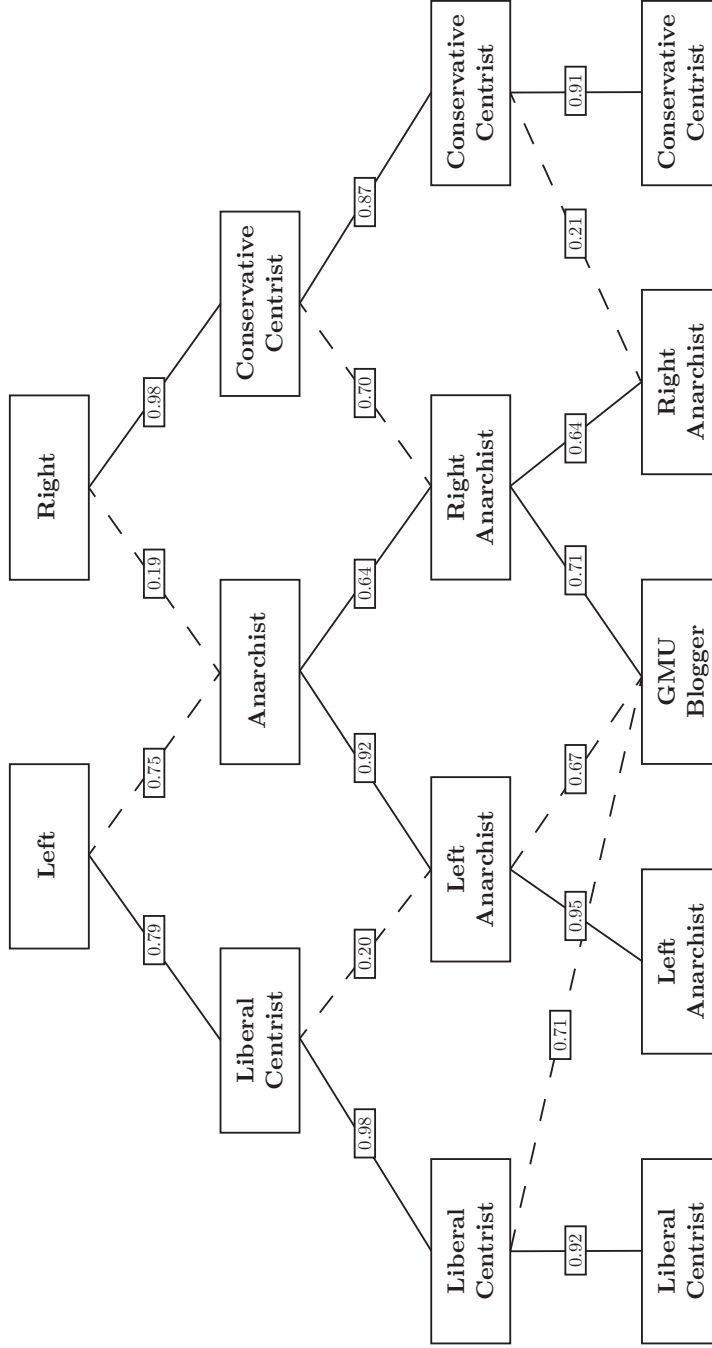 Left
Right
0.79
0.75
0.19
0.98
Liberal
Centrist
Anarchist
Conservative
Centrist
0.98
0.20
0.92
0.64
0.70
0.87
Liberal
Centrist
Left
Anarchist
Right
Anarchist
Conservative
Centrist
0.92
0.71
0.95
0.67
0.71
0.64
0.21
0.91
Liberal
Centrist
Left
Anarchist
GMU
Blogger
Right
Anarchist
Conservative
Centrist